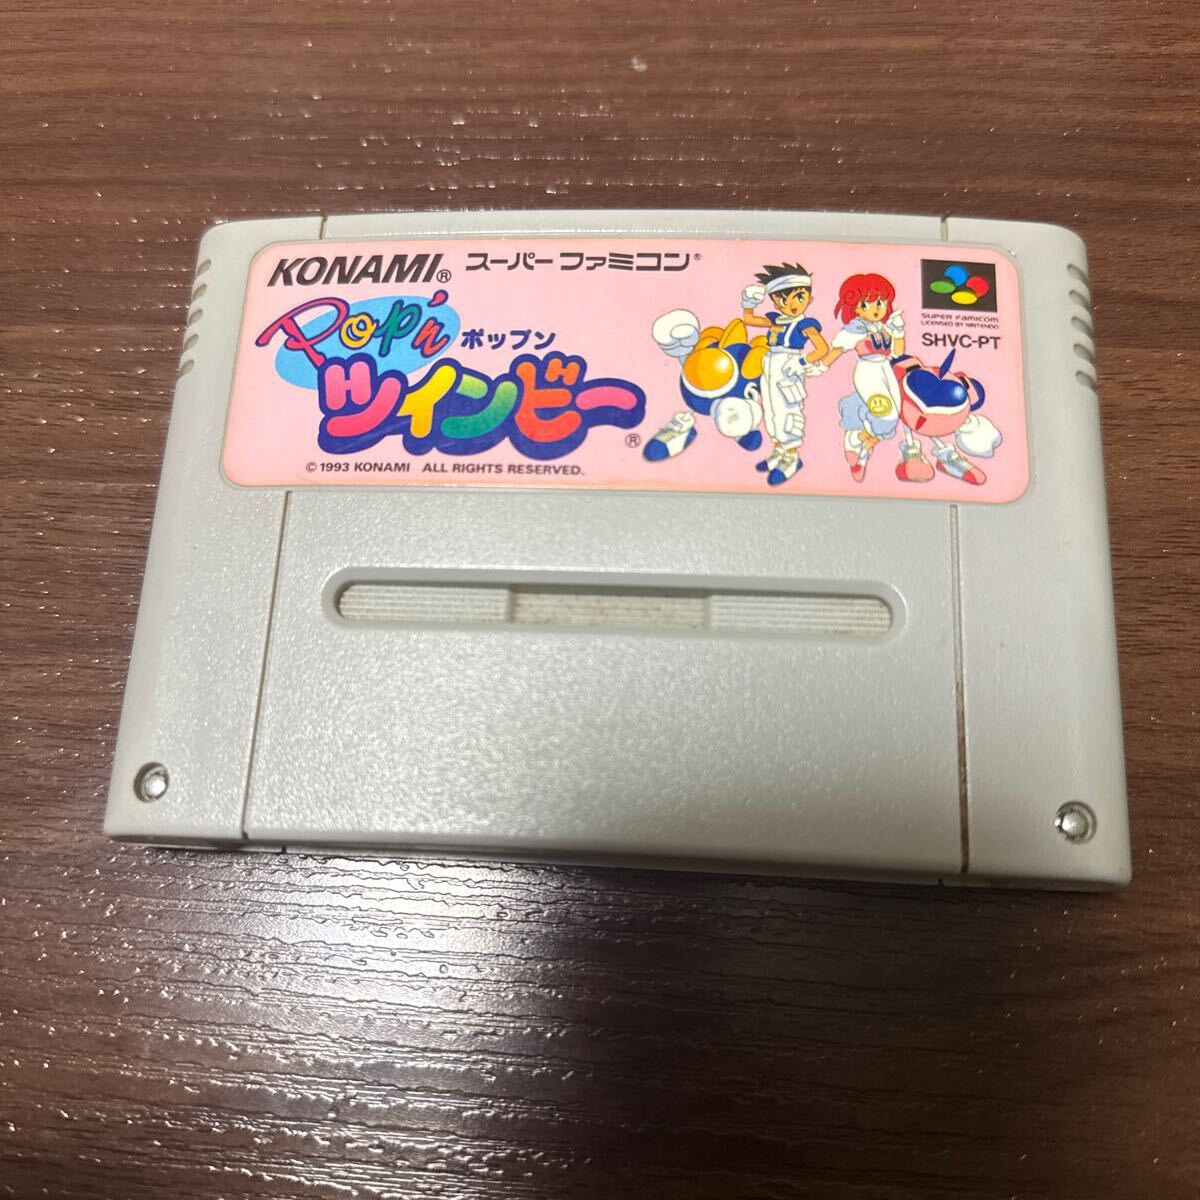 KONAMI® スーパーファミコン®
Pop'n ポップン
ツインビー®
© 1993 KONAMI ALL RIGHTS RESERVED.
SUPER FAMICOM
LICENSED BY NINTENDO
SHVC-PT